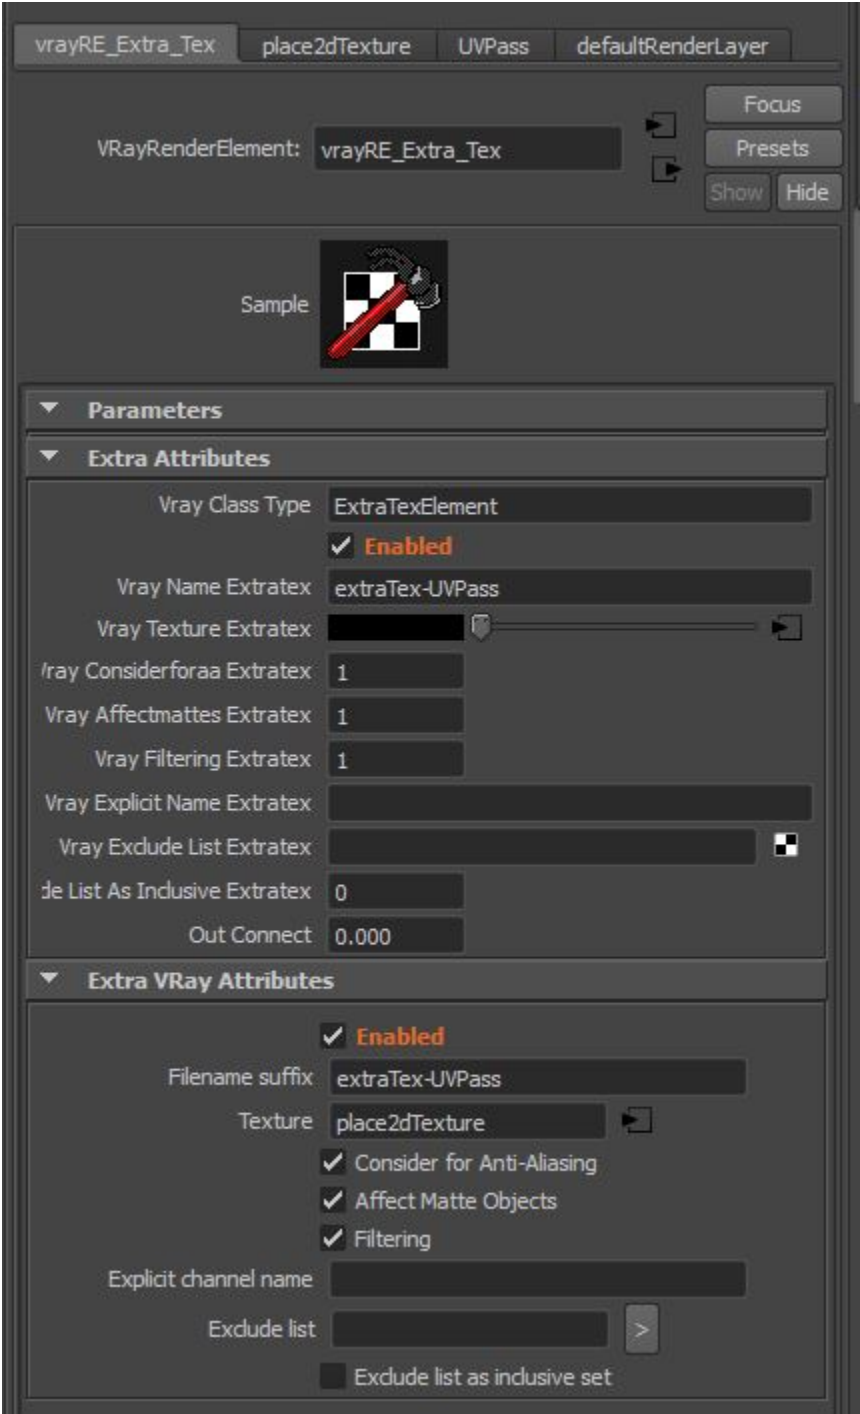 vrayRE_Extra_Tex place2dTexture UVPass defaultRenderLayer
Focus
VRayRenderElement: vrayRE_Extra_Tex
Presets
Show Hide
Sample
Parameters
Extra Attributes
Vray Class Type ExtraTexElement
Enabled
Vray Name Extratex extraTex-UVPass
Vray Texture Extratex
/ray Considerforaa Extratex 1
Vray Affectmattes Extratex 1
Vray Filtering Extratex 1
Vray Explicit Name Extratex
Vray Exclude List Extratex
de List As Inclusive Extratex 0
Out Connect 0.000
Extra VRay Attributes
Enabled
Filename suffix extraTex-UVPass
Texture place2dTexture
Consider for Anti-Aliasing
Affect Matte Objects
Filtering
Explicit channel name
Exclude list >
Exclude list as inclusive set